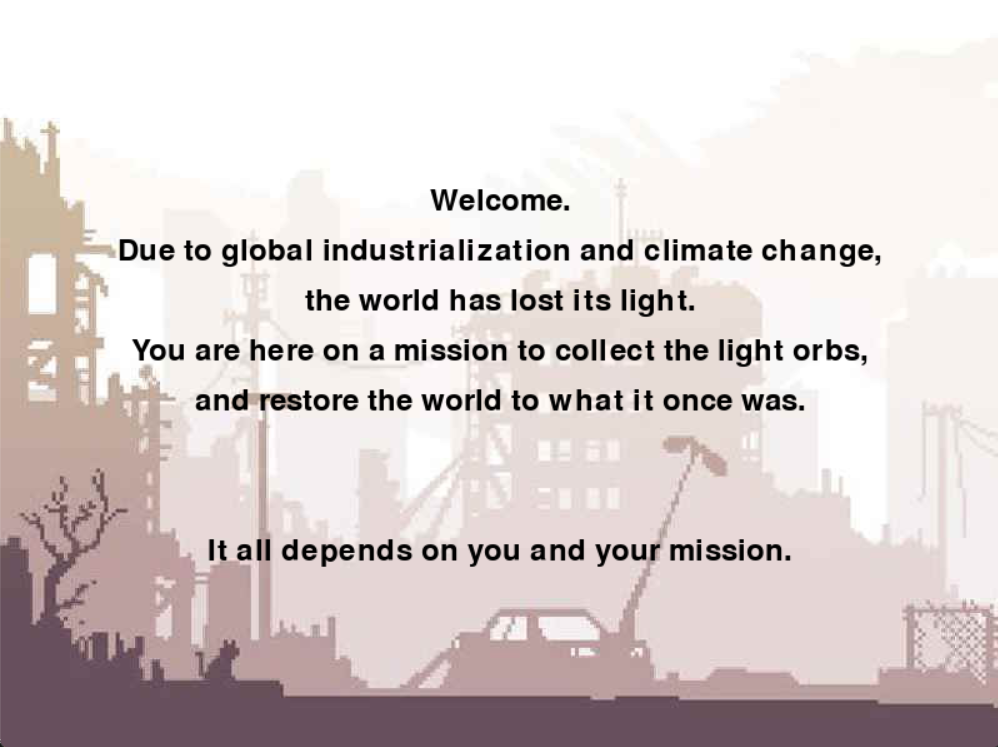 Welcome.
Due to global industrialization and climate change,
the world has lost its light.
You are here on a mission to collect the light orbs,
and restore the world to what it once was.
It all depends on you and your mission.